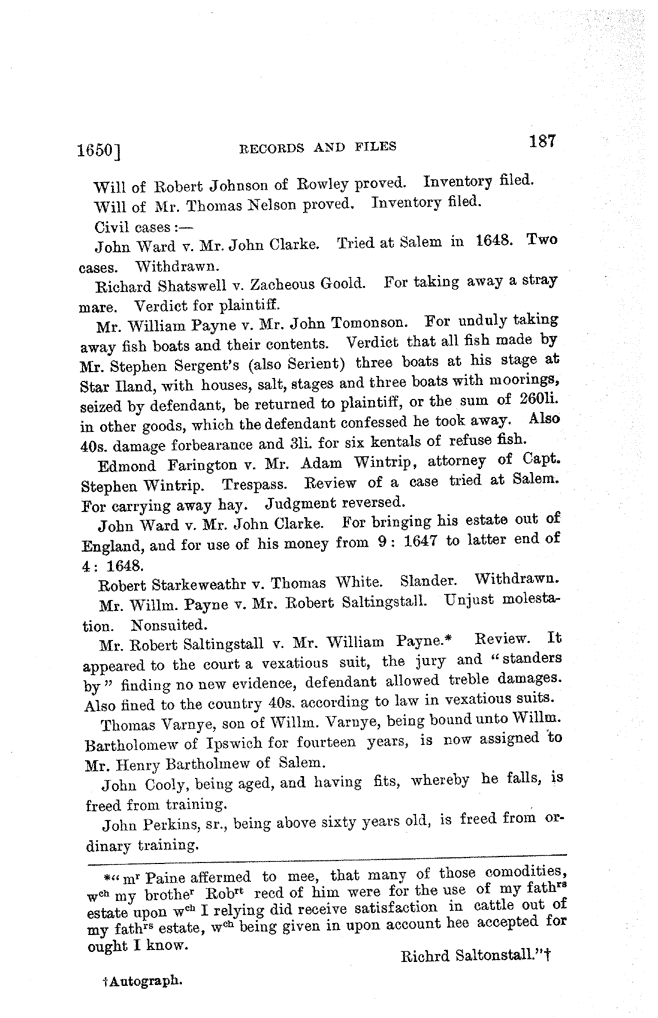 1650] RECORDS AND FILES 187
Will of Robert Johnson of Rowley proved. Inventory filed.
Will of Mr. Thomas Nelson proved. Inventory filed.
Civil cases :—
John Ward v. Mr. John Clarke. Tried at Salem in 1648. Two
cases. Withdrawn.
Richard Shatswell v. Zacheous Goold. For taking away a stray
mare. Verdict for plaintiff.
Mr. William Payne v. Mr. John Tomonson. For unduly taking
away fish boats and their contents. Verdict that all fish made by
Mr. Stephen Sergent's (also Serient) three boats at his stage at
Star Iland, with houses, salt, stages and three boats with moorings,
seized by defendant, be returned to plaintiff, or the sum of 260li.
in other goods, which the defendant confessed he took away. Also
40s. damage forbearance and 3li. for six kentals of refuse fish.
Edmond Farington v. Mr. Adam Wintrip, attorney of Capt.
Stephen Wintrip. Trespass. Review of a case tried at Salem.
For carrying away hay. Judgment reversed.
John Ward v. Mr. John Clarke. For bringing his estate out of
England, and for use of his money from 9 : 1647 to latter end of
4 : 1648.
Robert Starkeweathr v. Thomas White. Slander. Withdrawn.
Mr. Willm. Payne v. Mr. Robert Saltingstall. Unjust molesta-
tion. Nonsuited.
Mr. Robert Saltingstall v. Mr. William Payne.* Review. It
appeared to the court a vexatious suit, the jury and "standers
by" finding no new evidence, defendant allowed treble damages.
Also fined to the country 40s. according to law in vexatious suits.
Thomas Varnye, son of Willm. Varnye, being bound unto Willm.
Bartholomew of Ipswich for fourteen years, is now assigned to
Mr. Henry Bartholmew of Salem.
John Cooly, being aged, and having fits, whereby he falls, is
freed from training.
John Perkins, sr., being above sixty years old, is freed from or-
dinary training.
*"mʳ Paine affermed to mee, that many of those comodities,
wᶜʰ my brotheʳ Robʳᵗ recd of him were for the use of my fathʳˢ
estate upon wᶜʰ I relying did receive satisfaction in cattle out of
my fathʳˢ estate, wᶜʰ being given in upon account hee accepted for
ought I know.
Richrd Saltonstall."†
†Autograph.